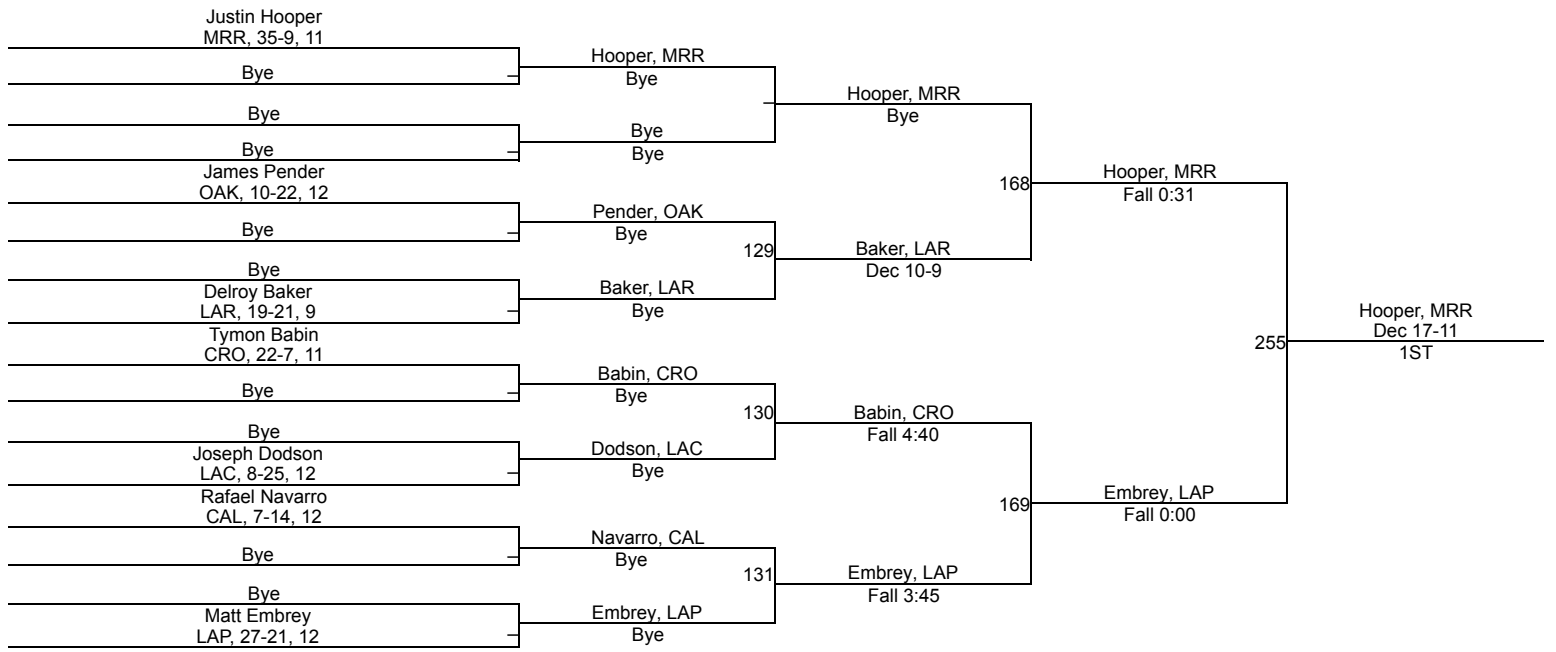 Justin Hooper
MRR, 35-9, 11
Bye
Bye
Bye
James Pender
OAK, 10-22, 12
Bye
Bye
Delroy Baker
LAR, 19-21, 9
Tymon Babin
CRO, 22-7, 11
Bye
Bye
Joseph Dodson
LAC, 8-25, 12
Rafael Navarro
CAL, 7-14, 12
Bye
Bye
Matt Embrey
LAP, 27-21, 12
Hooper, MRR
Bye
Bye
Bye
Pender, OAK
Bye
129
Baker, LAR
Bye
Babin, CRO
Bye
130
Dodson, LAC
Bye
Navarro, CAL
Bye
131
Embrey, LAP
Bye
Hooper, MRR
Bye
168
Baker, LAR
Dec 10-9
Babin, CRO
Fall 4:40
169
Embrey, LAP
Fall 3:45
Hooper, MRR
Fall 0:31
255
Embrey, LAP
Fall 0:00
Hooper, MRR
Dec 17-11
1ST